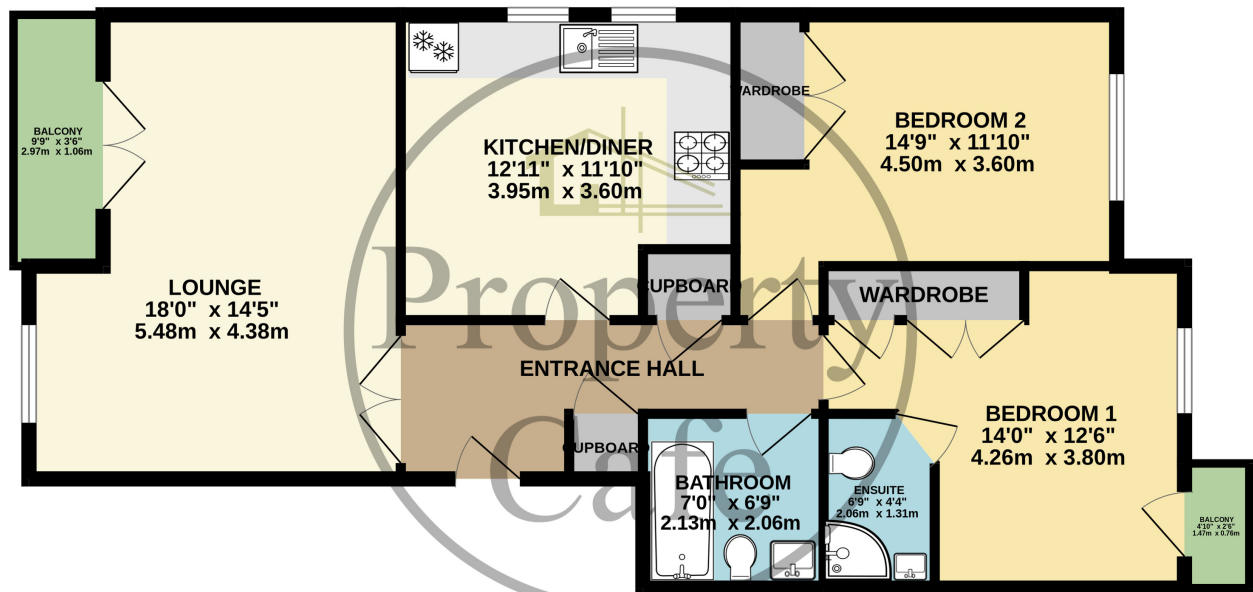 BALCONY
9'9" x 3'6"
2.97m x 1.06m
LOUNGE
18'0" x 14'5"
5.48m x 4.38m
KITCHEN/DINER
12'11" x 11'10"
3.95m x 3.60m
WARDROBE
BEDROOM 2
14'9" x 11'10"
4.50m x 3.60m
CUPBOARD
WARDROBE
ENTRANCE HALL
CUPBOARD
BATHROOM
7'0" x 6'9"
2.13m x 2.06m
ENSUITE
6'9" x 4'4"
2.06m x 1.31m
BEDROOM 1
14'0" x 12'6"
4.26m x 3.80m
BALCONY
4'10" x 2'6"
1.47m x 0.76m
Property
Cafe